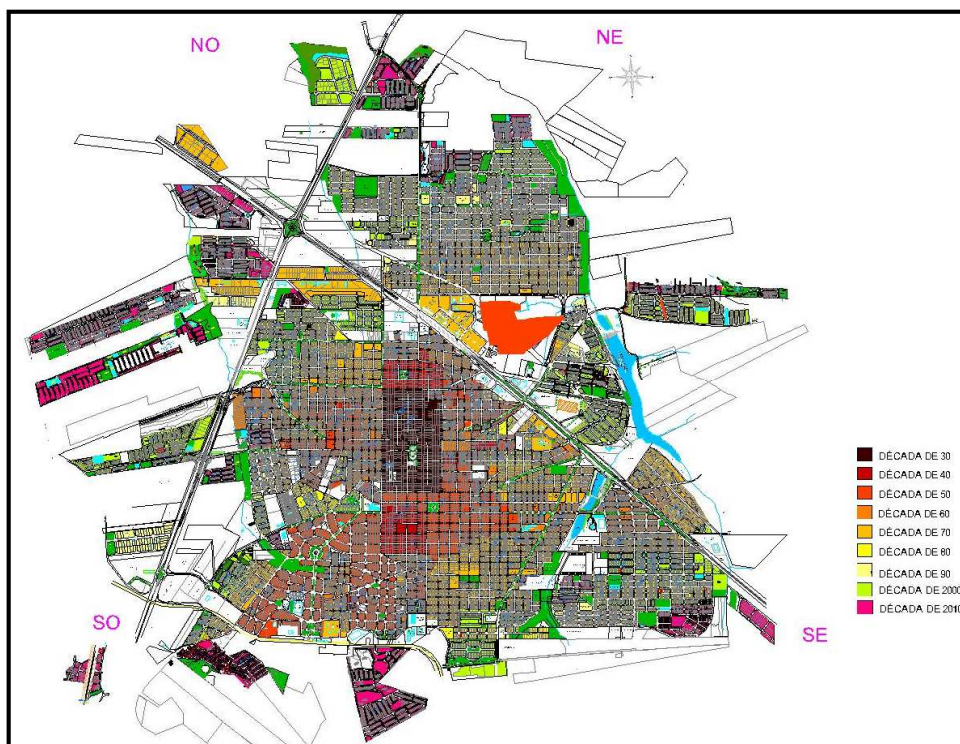 NO
NE
DÉCADA DE 30
DÉCADA DE 40
DÉCADA DE 50
DÉCADA DE 60
DÉCADA DE 70
DÉCADA DE 80
DÉCADA DE 90
DÉCADA DE 2000
DÉCADA DE 2010
SO
SE